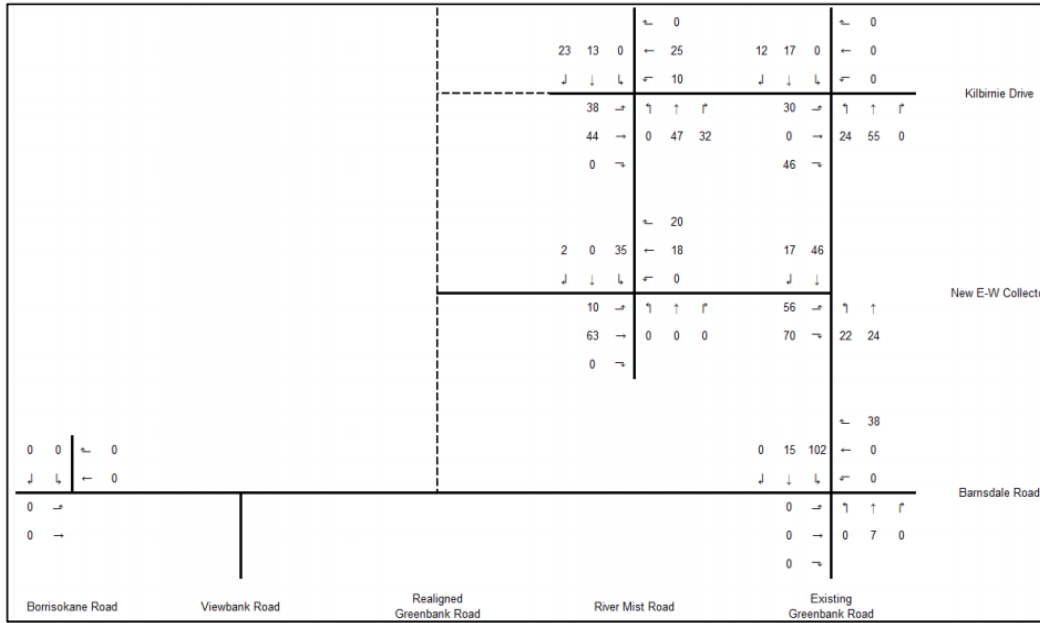 0 0
23 13 0 ← 25 12 17 0 ← 0
10 0
Kilbirnie Drive
38 30
44 → 0 47 32 0 → 24 55 0
0 46
20
2 0 35 ← 18 17 46
0
New E-W Collecto
56
10
63 → 0 0 0 70 22 24
0
38
0 0 0 0 15 102 ← 0
← 0 0
Barnsdale Road
0 0
0 → 0 → 0 7 0
0
Borrisokane Road
Viewbank Road
Realigned
Greenbank Road
River Mist Road
Existing
Greenbank Road